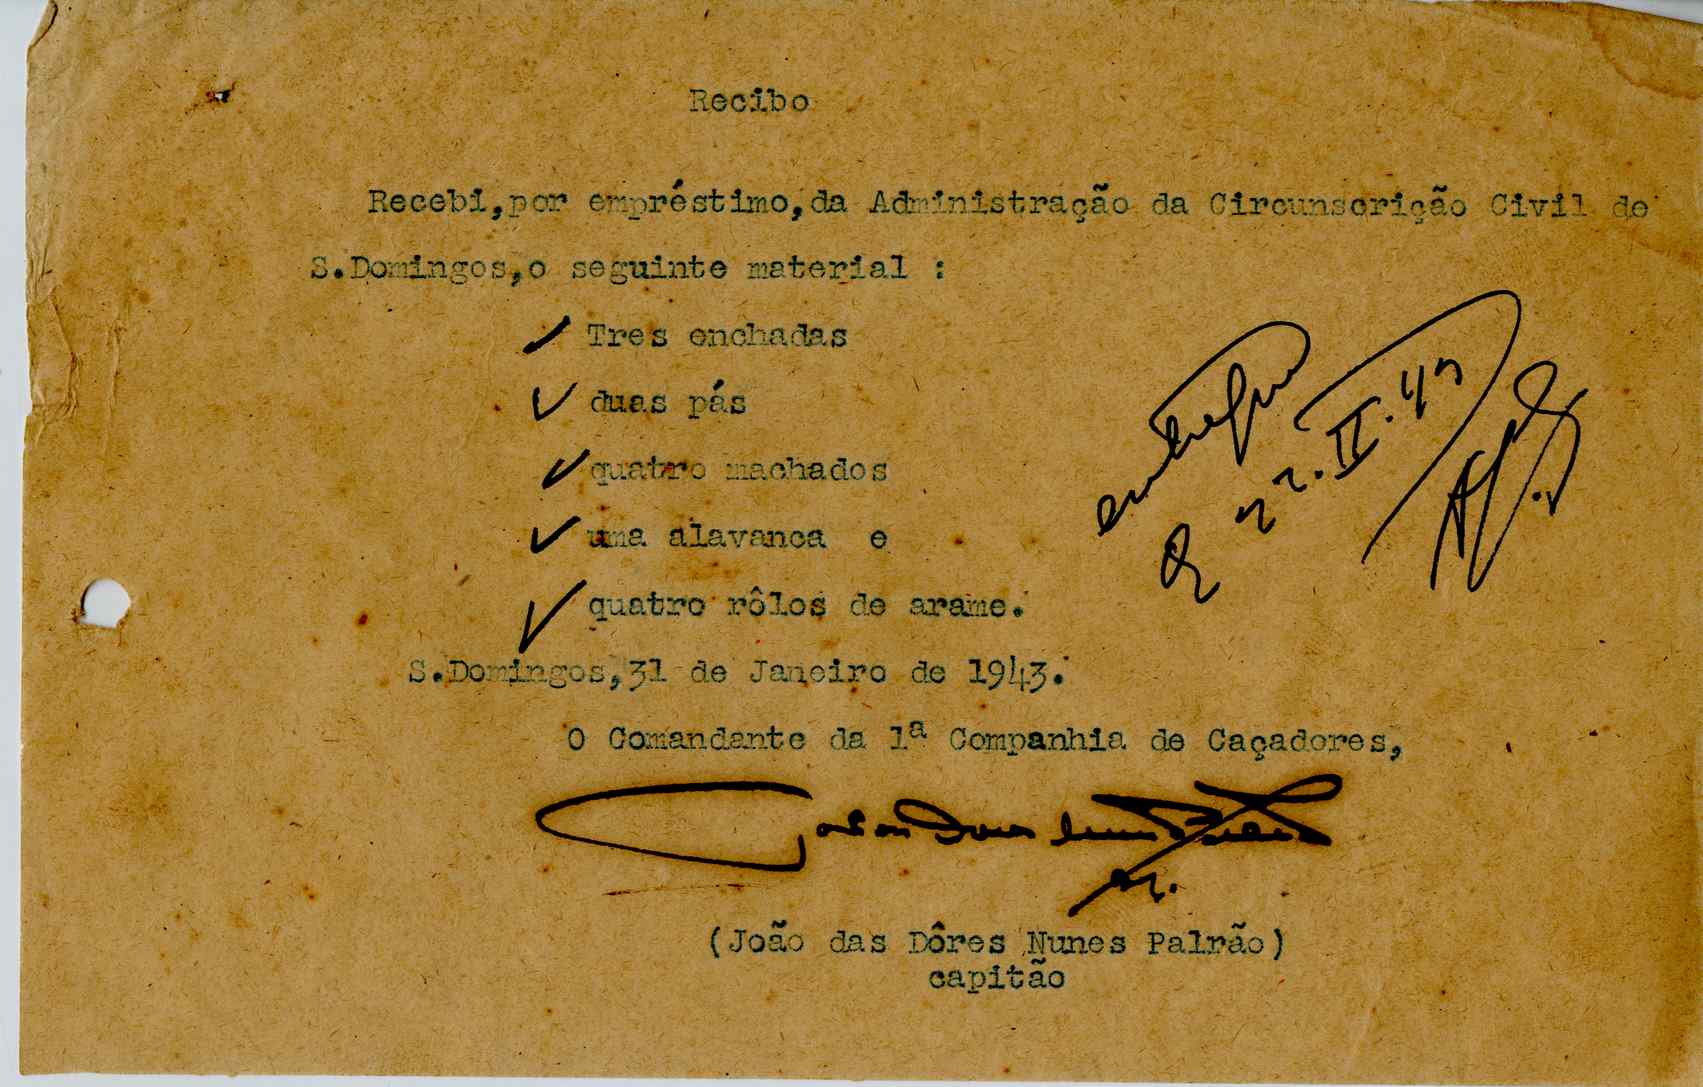 Recibo
Recebi,por empréstimo,da Administração da Circunscrição Civil de
S.Domingos,o seguinte material :
Tres enchadas
duas pás
quatro machados
uma alavanca e
quatro rôlos de arame.
S.Domingos,31 de Janeiro de 1943.
O Comandante da 1ª Companhia de Caçadores,
(João das Dôres Nunes Palrão)
capitão
entregue
22.II.43